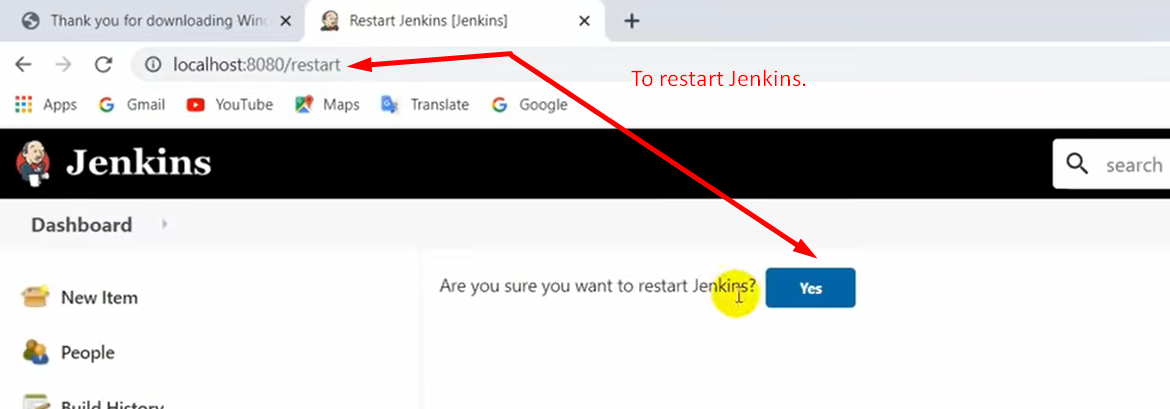 Thank you for downloading Wind
Restart Jenkins [Jenkins]
localhost:8080/restart
To restart Jenkins.
Apps
Gmail
YouTube
Maps
Translate
Google
Jenkins
search
Dashboard
New Item
Are you sure you want to restart Jenkins?
Yes
People
Build History